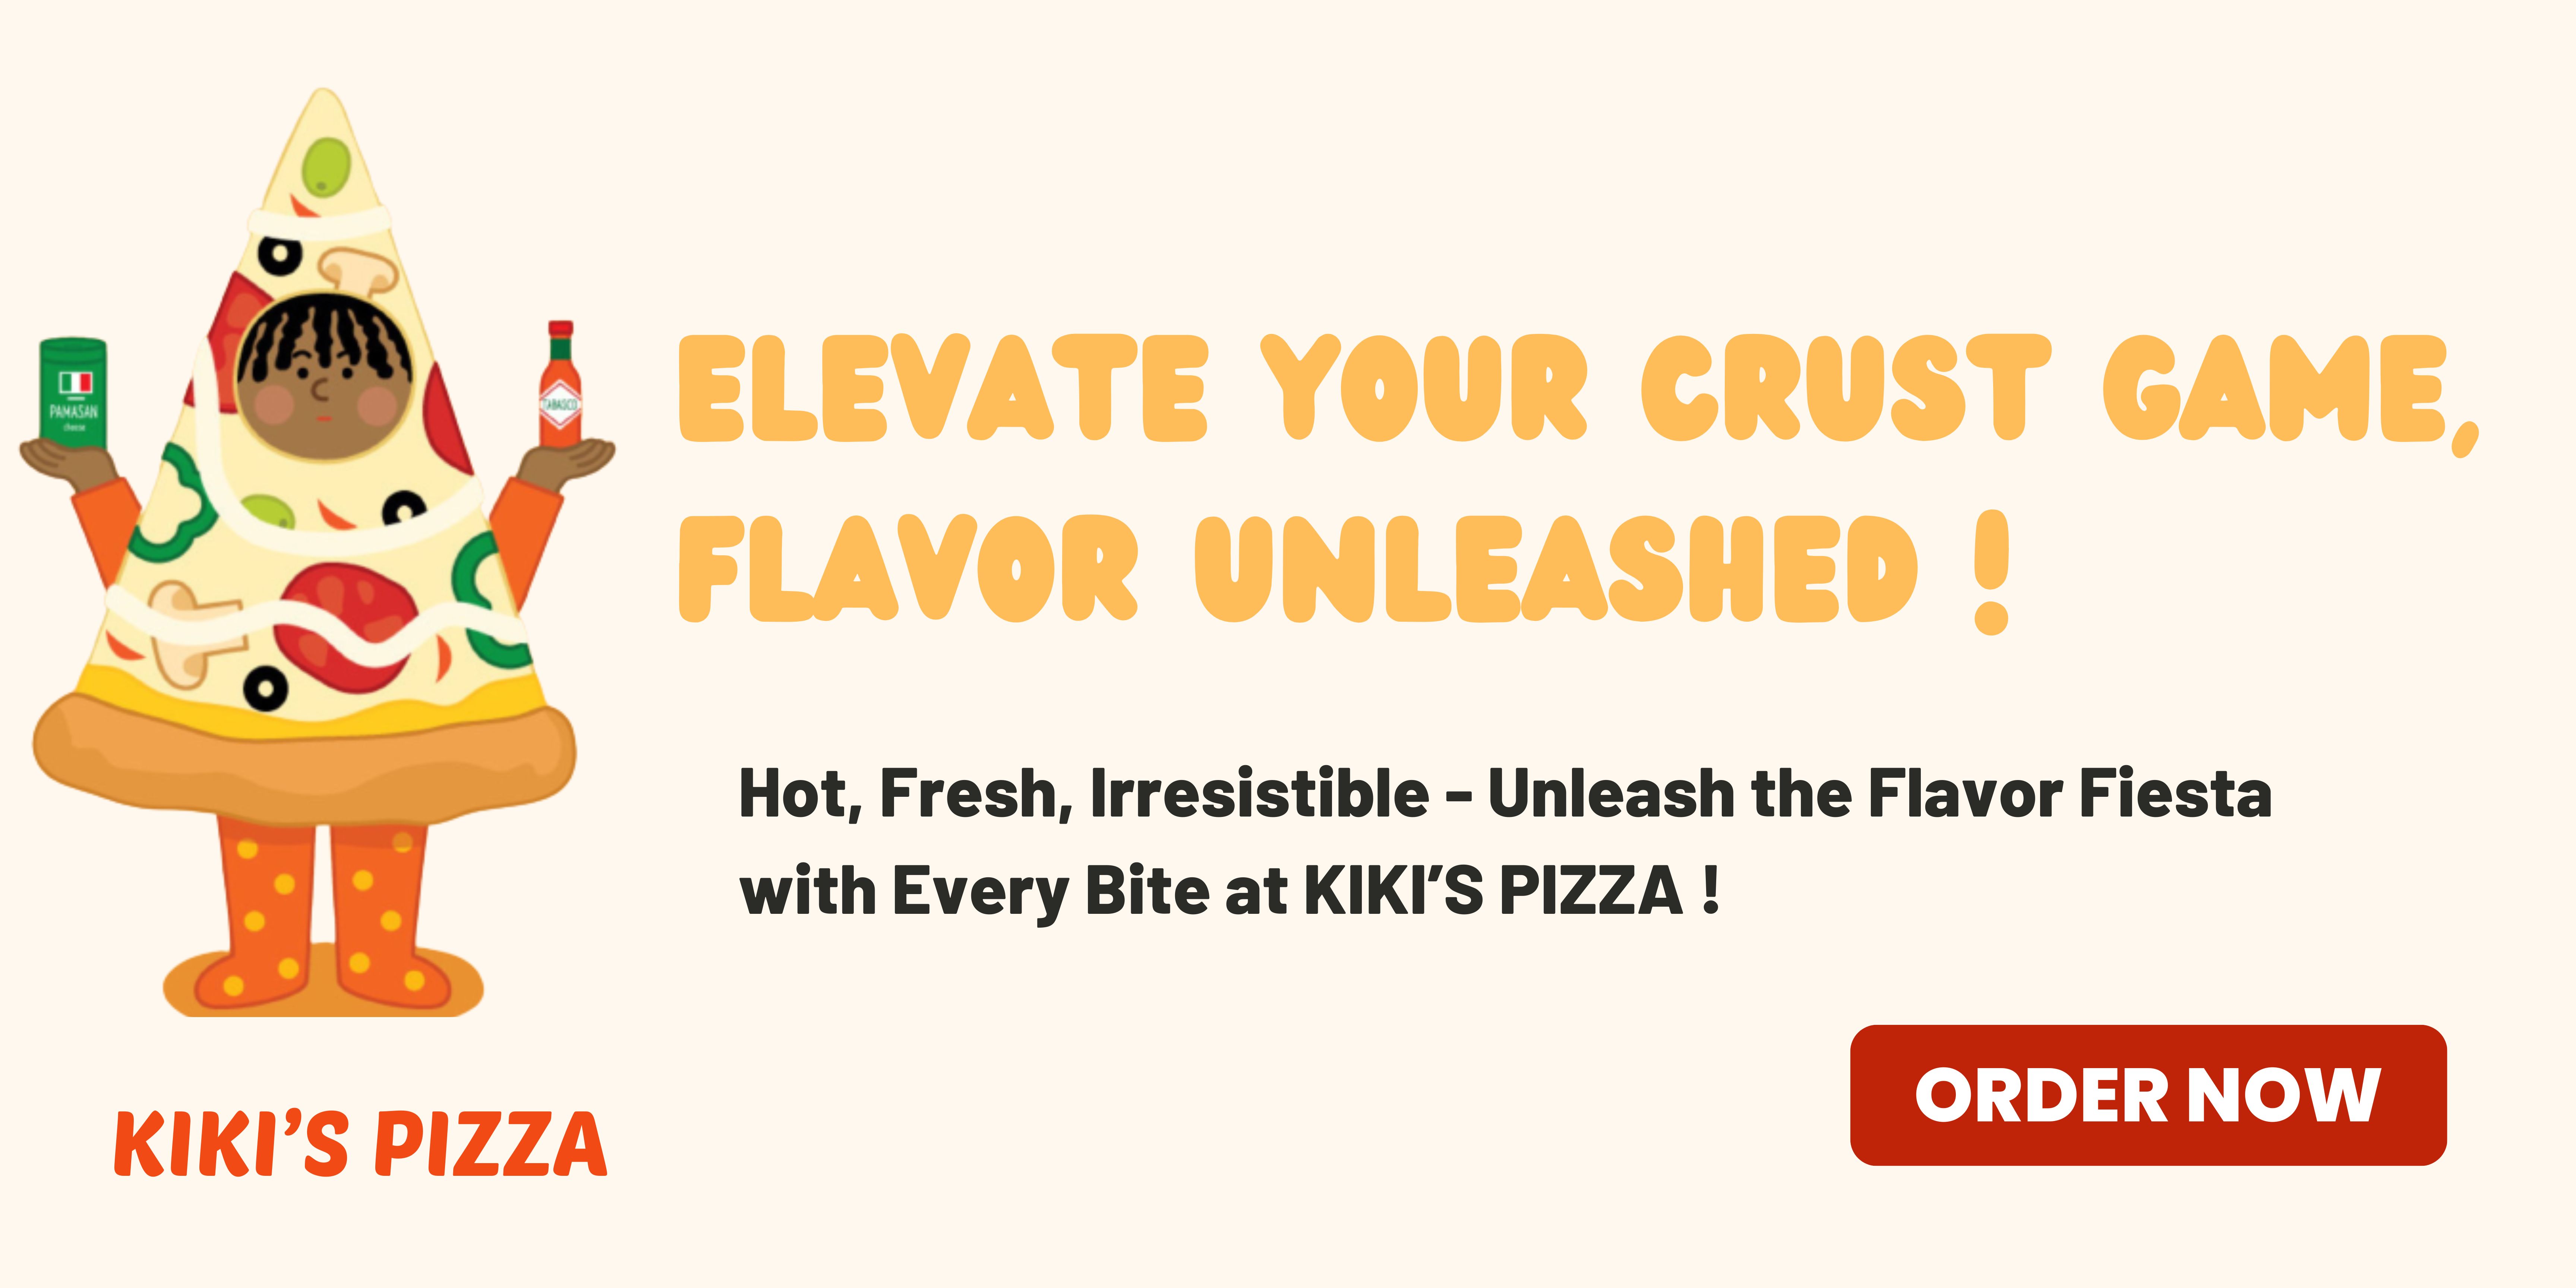 ELEVATE YOUR CRUST GAME,
FLAVOR UNLEASHED !
PAMASAN
cheese
TABASCO
Hot, Fresh, Irresistible - Unleash the Flavor Fiesta
with Every Bite at KIKI’S PIZZA !
ORDER NOW
KIKI’S PIZZA